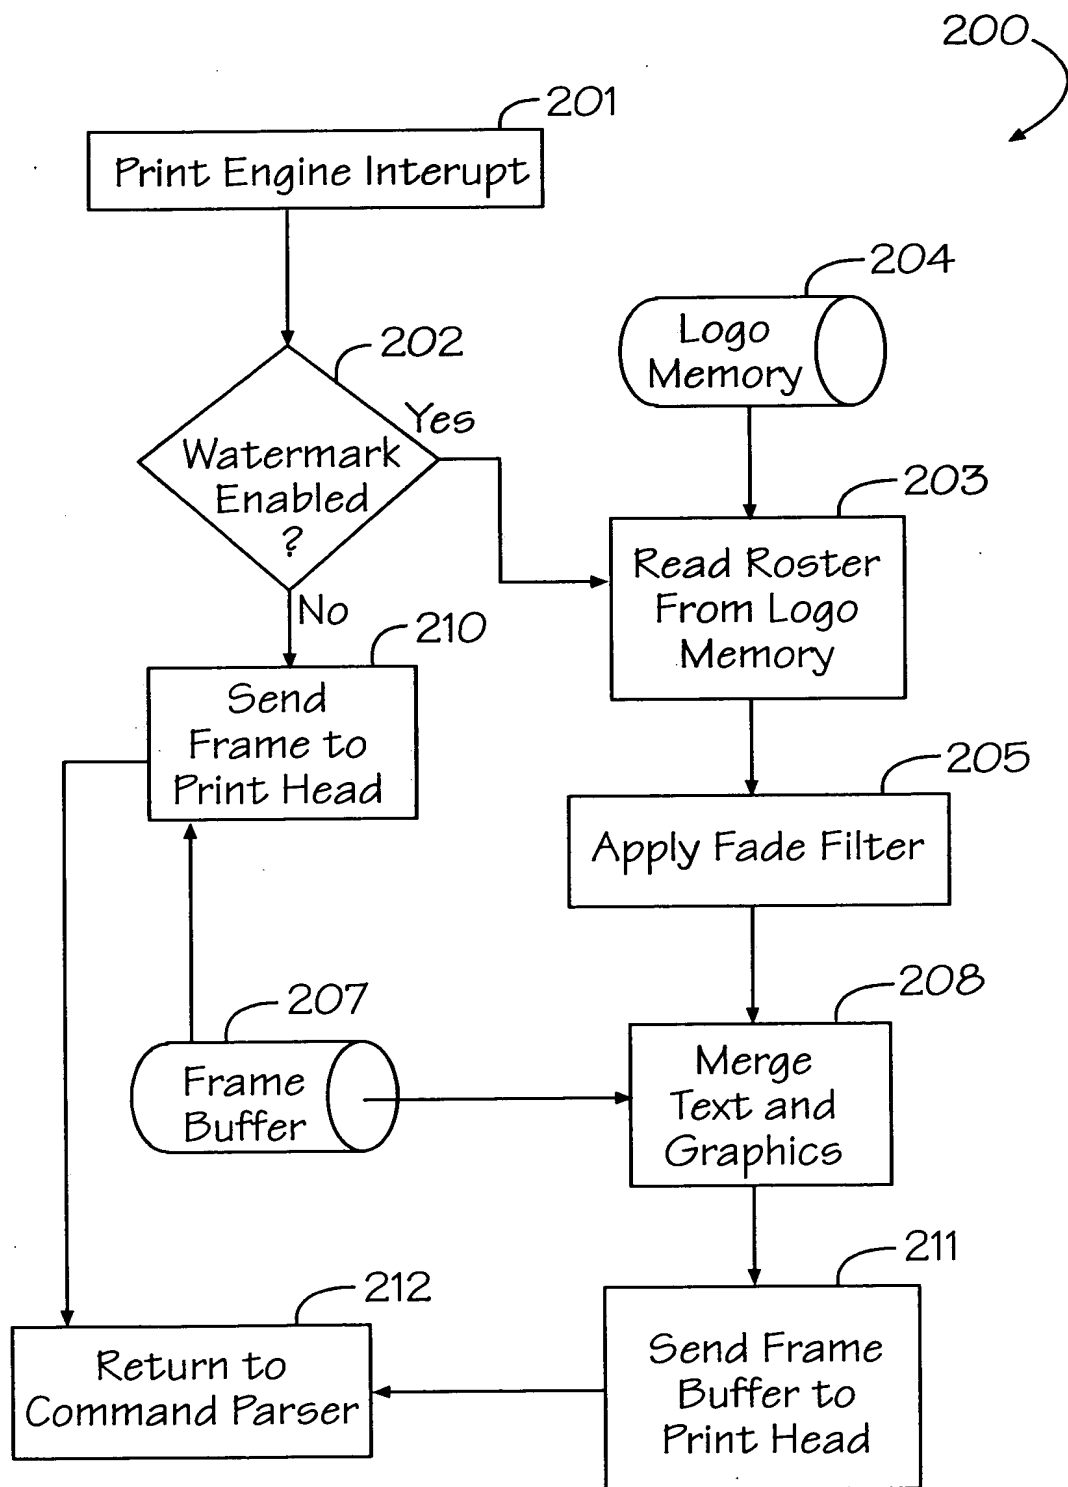 200
201
Print Engine Interupt
204
Logo
Memory
202
Yes
Watermark
Enabled
?
203
Read Roster
From Logo
Memory
No
210
Send
Frame to
Print Head
205
Apply Fade Filter
207
Frame
Buffer
208
Merge
Text and
Graphics
211
Send Frame
Buffer to
Print Head
212
Return to
Command Parser